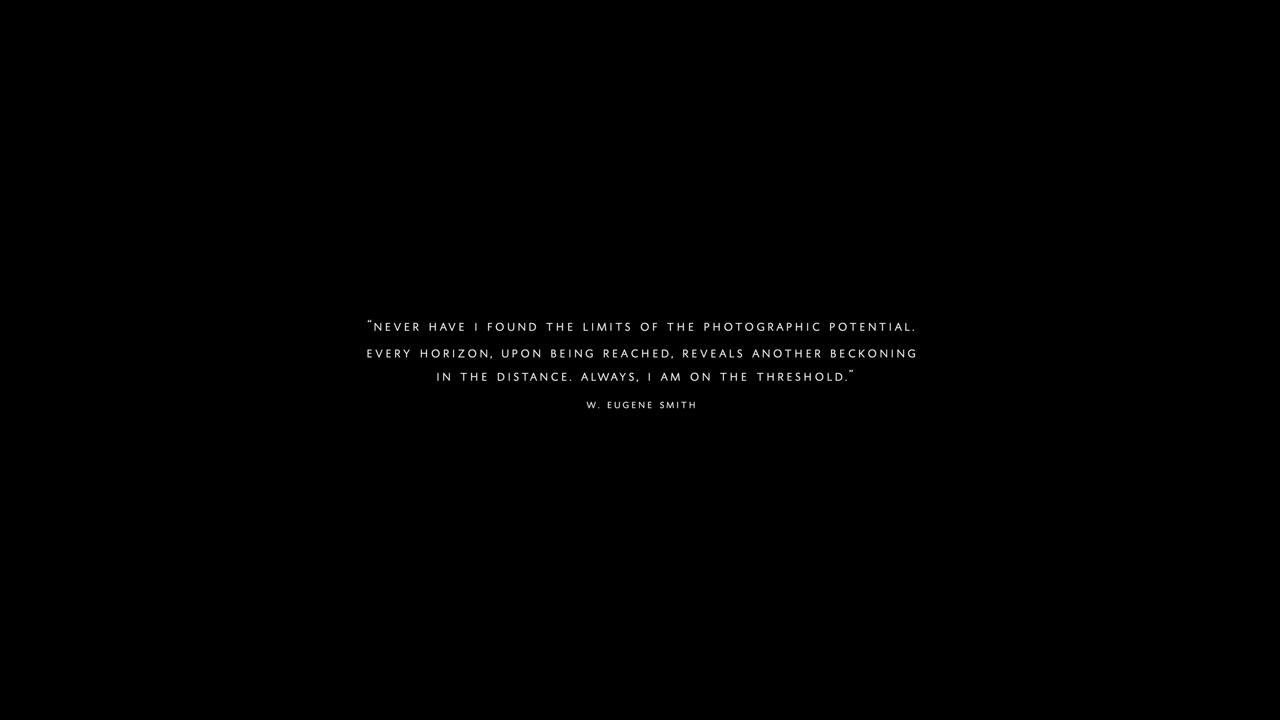 “NEVER HAVE I FOUND THE LIMITS OF THE PHOTOGRAPHIC POTENTIAL.
EVERY HORIZON, UPON BEING REACHED, REVEALS ANOTHER BECKONING
IN THE DISTANCE. ALWAYS, I AM ON THE THRESHOLD.”
W. EUGENE SMITH